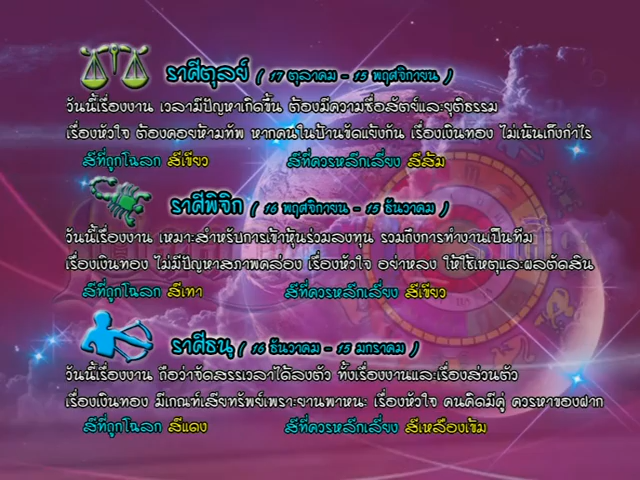 ราศีตุลย์ ( 17 ตุลาคม - 15 พฤศจิกายน )
วันนี้เรื่องงาน เวลามีปัญหาเกิดขึ้น ต้องมีความซื่อสัตย์และยุติธรรม
เรื่องหัวใจ ต้องคอยห้ามทัพ หากคนในบ้านขัดแย้งกัน เรื่องเงินทอง ไม่เน้นเก็งกำไร
สีที่ถูกโฉลก สีเขียว สีที่ควรหลีกเลี่ยง สีส้ม
ราศีพิจิก ( 16 พฤศจิกายน - 15 ธันวาคม )
วันนี้เรื่องงาน เหมาะสำหรับการเข้าหุ้นร่วมลงทุน รวมถึงการทำงานเป็นทีม
เรื่องเงินทอง ไม่มีปัญหาสภาพคล่อง เรื่องหัวใจ อย่าหลง ให้ใช้เหตุและผลตัดสิน
สีที่ถูกโฉลก สีเทา สีที่ควรหลีกเลี่ยง สีเขียว
ราศีธนู ( 16 ธันวาคม - 15 มกราคม )
วันนี้เรื่องงาน ถือว่าจัดสรรเวลาได้ลงตัว ทั้งเรื่องงานและเรื่องส่วนตัว
เรื่องเงินทอง มีเกณฑ์เสียทรัพย์เพราะยานพาหนะ เรื่องหัวใจ คนคิดมีคู่ ควรหาของฝาก
สีที่ถูกโฉลก สีแดง สีที่ควรหลีกเลี่ยง สีเหลืองเข้ม